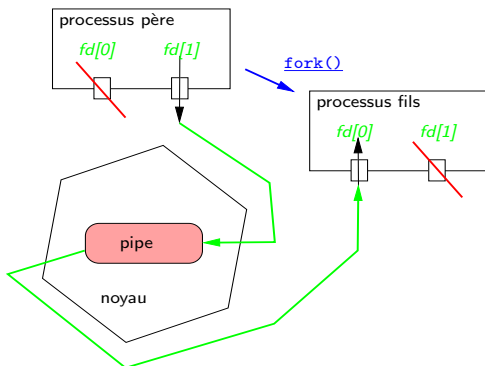 processus père
fd[0] fd[1]
fork()
processus fils
fd[0] fd[1]
pipe
noyau